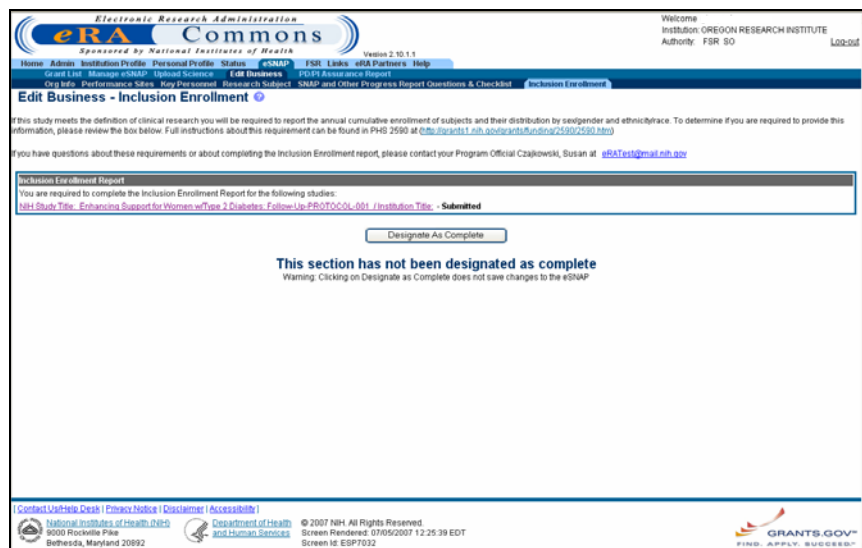 Electronic Research Administration
eRA Commons
Sponsored by National Institutes of Health
Version 2.10.1.1
Welcome
Institution: OREGON RESEARCH INSTITUTE
Authority: FSR SO
Log-out
Home Admin Institution Profile Personal Profile Status eSNAP FSR Links eRA Partners Help
Grant List Manage eSNAP Upload Science Edit Business PD/PI Assurance Report
Org Info Performance Sites Key Personnel Research Subject SNAP and Other Progress Report Questions & Checklist Inclusion Enrollment
Edit Business - Inclusion Enrollment ?
If this study meets the definition of clinical research you will be required to report the annual cumulative enrollment of subjects and their distribution by sex/gender and ethnicity/race. To determine if you are required to provide this
information, please review the box below. Full instructions about this requirement can be found in PHS 2590 at (http://grants1.nih.gov/grants/funding/2590/2590.htm)
If you have questions about these requirements or about completing the Inclusion Enrollment report, please contact your Program Official Czajkowski, Susan at eRATest@mail.nih.gov
Inclusion Enrollment Report
You are required to complete the Inclusion Enrollment Report for the following studies:
NIH Study Title: Enhancing Support for Women w/Type 2 Diabetes: Follow-Up-PROTOCOL-001 / Institution Title: - Submitted
Designate As Complete
This section has not been designated as complete
Warning: Clicking on Designate as Complete does not save changes to the eSNAP
[ Contact Us/Help Desk | Privacy Notice | Disclaimer | Accessibility ]
National Institutes of Health (NIH)
9000 Rockville Pike
Bethesda, Maryland 20892
Department of Health
and Human Services
© 2007 NIH. All Rights Reserved.
Screen Rendered: 07/05/2007 12:25:39 EDT
Screen Id: ESP7032
GRANTS.GOV™
FIND. APPLY. SUCCEED.™